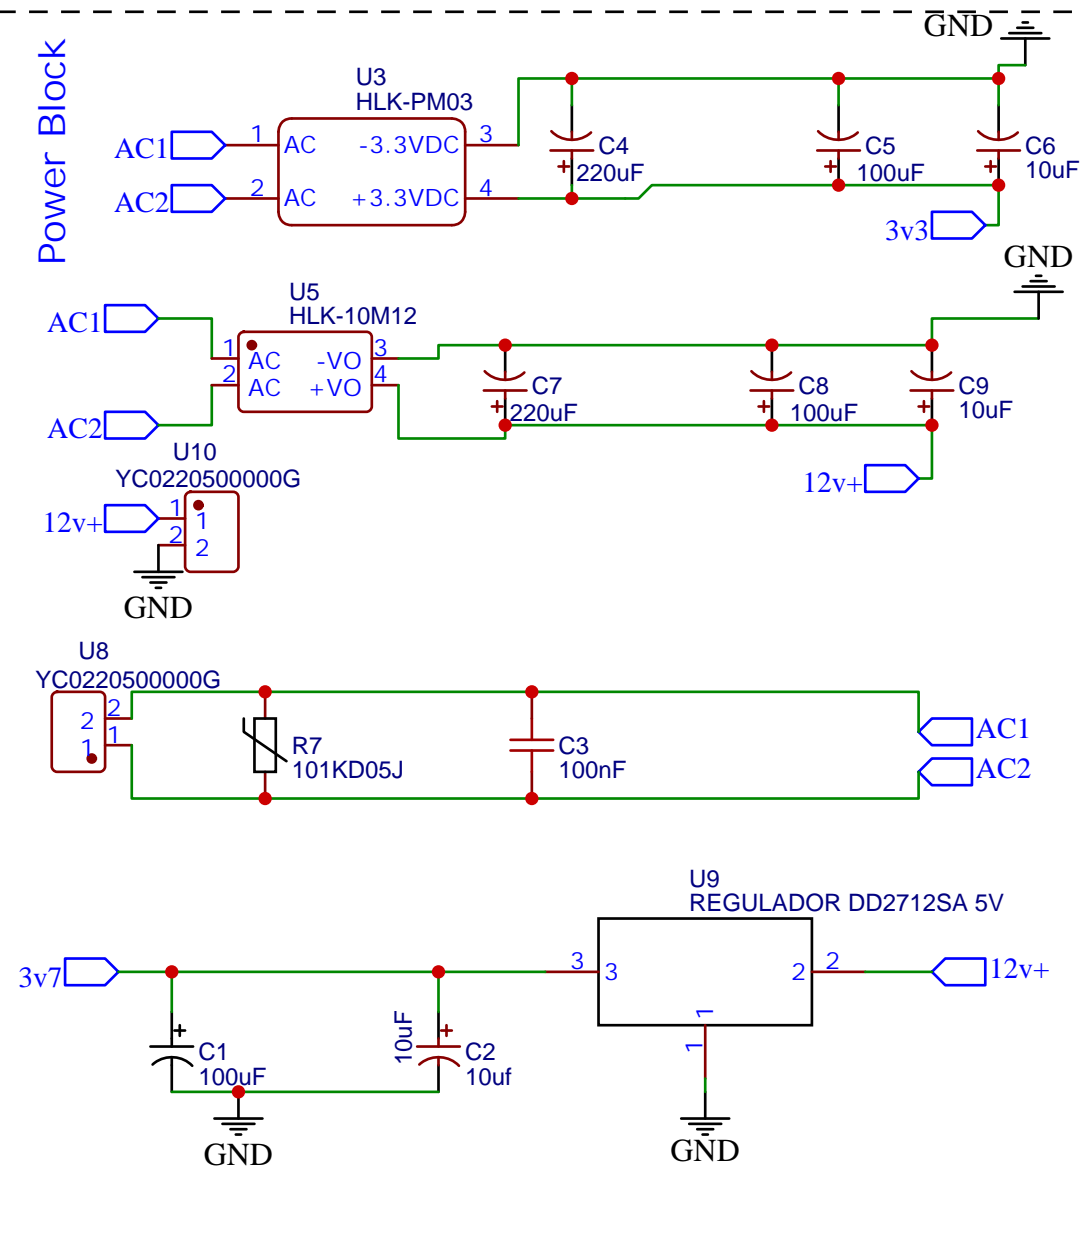 Power Block
GND
U3
HLK-PM03
AC1
1
AC
-3.3VDC
3
AC2
2
AC
+3.3VDC
4
C4
220uF
C5
100uF
C6
10uF
3v3
GND
U5
HLK-10M12
AC1
1
AC
-VO
3
2
AC
+VO
4
AC2
C7
220uF
C8
100uF
C9
10uF
12v+
U10
YC0220500000G
12v+
1
1
2
2
GND
U8
YC0220500000G
2
2
1
1
R7
101KD05J
C3
100nF
AC1
AC2
U9
REGULADOR DD2712SA 5V
3v7
3
3
2
2
12v+
1
1
GND
C1
100uF
10uF
C2
10uf
GND